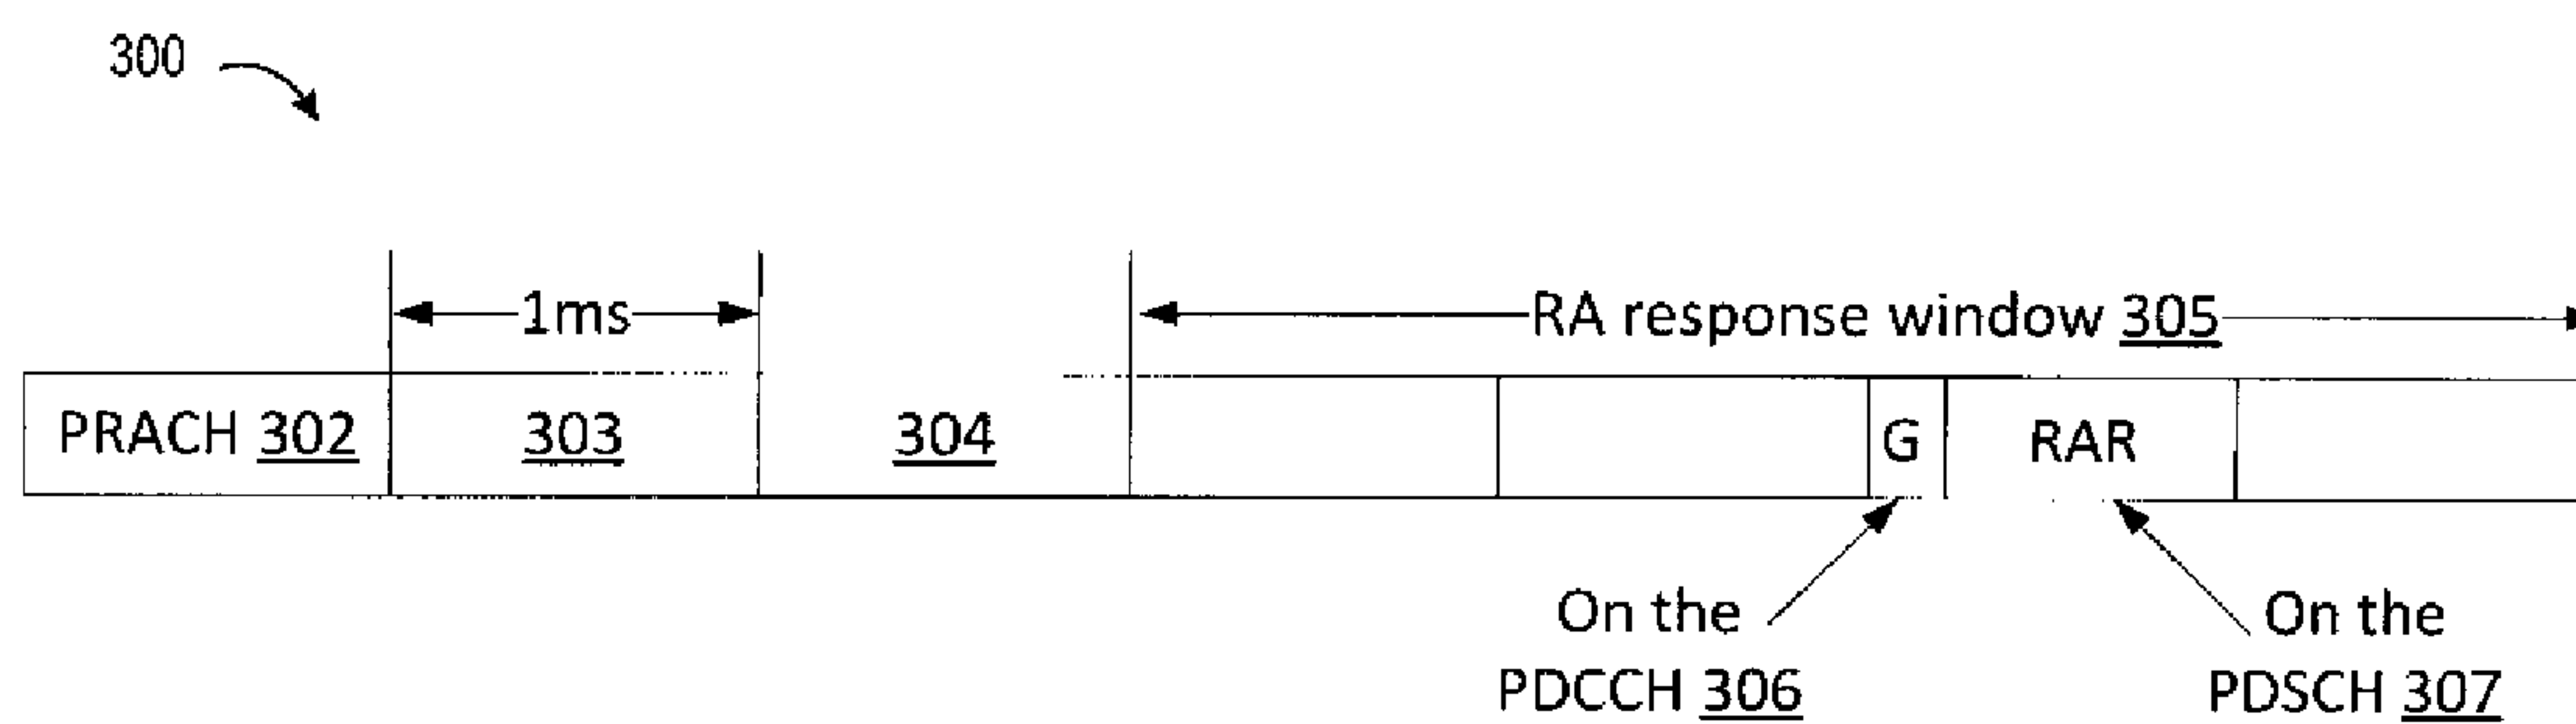 300
1ms
RA response window 305
PRACH 302
303
304
G
RAR
On the
PDCCH 306
On the
PDSCH 307